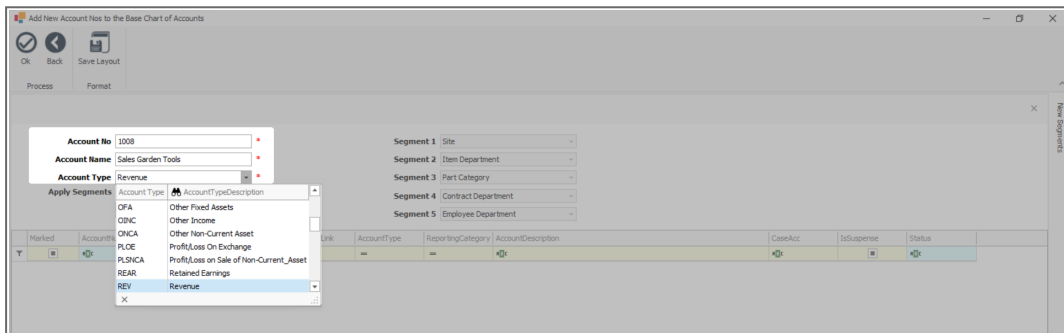 Add New Account Nos to the Base Chart of Accounts
Ok Back Save Layout
Process Format
New Segments
Account No 1008 *
Account Name Sales Garden Tools *
Account Type Revenue *
Apply Segments
Segment 1 Site
Segment 2 Item Department
Segment 3 Part Category
Segment 4 Contract Department
Segment 5 Employee Department
Account Type AccountTypeDescription
OFA Other Fixed Assets
OINC Other Income
ONCA Other Non-Current Asset
PLOE Profit/Loss On Exchange
PLSNCA Profit/Loss on Sale of Non-Current_Asset
REAR Retained Earnings
REV Revenue
Marked AccountNo Link AccountType ReportingCategory AccountDescription CaseAcc IsSuspense Status